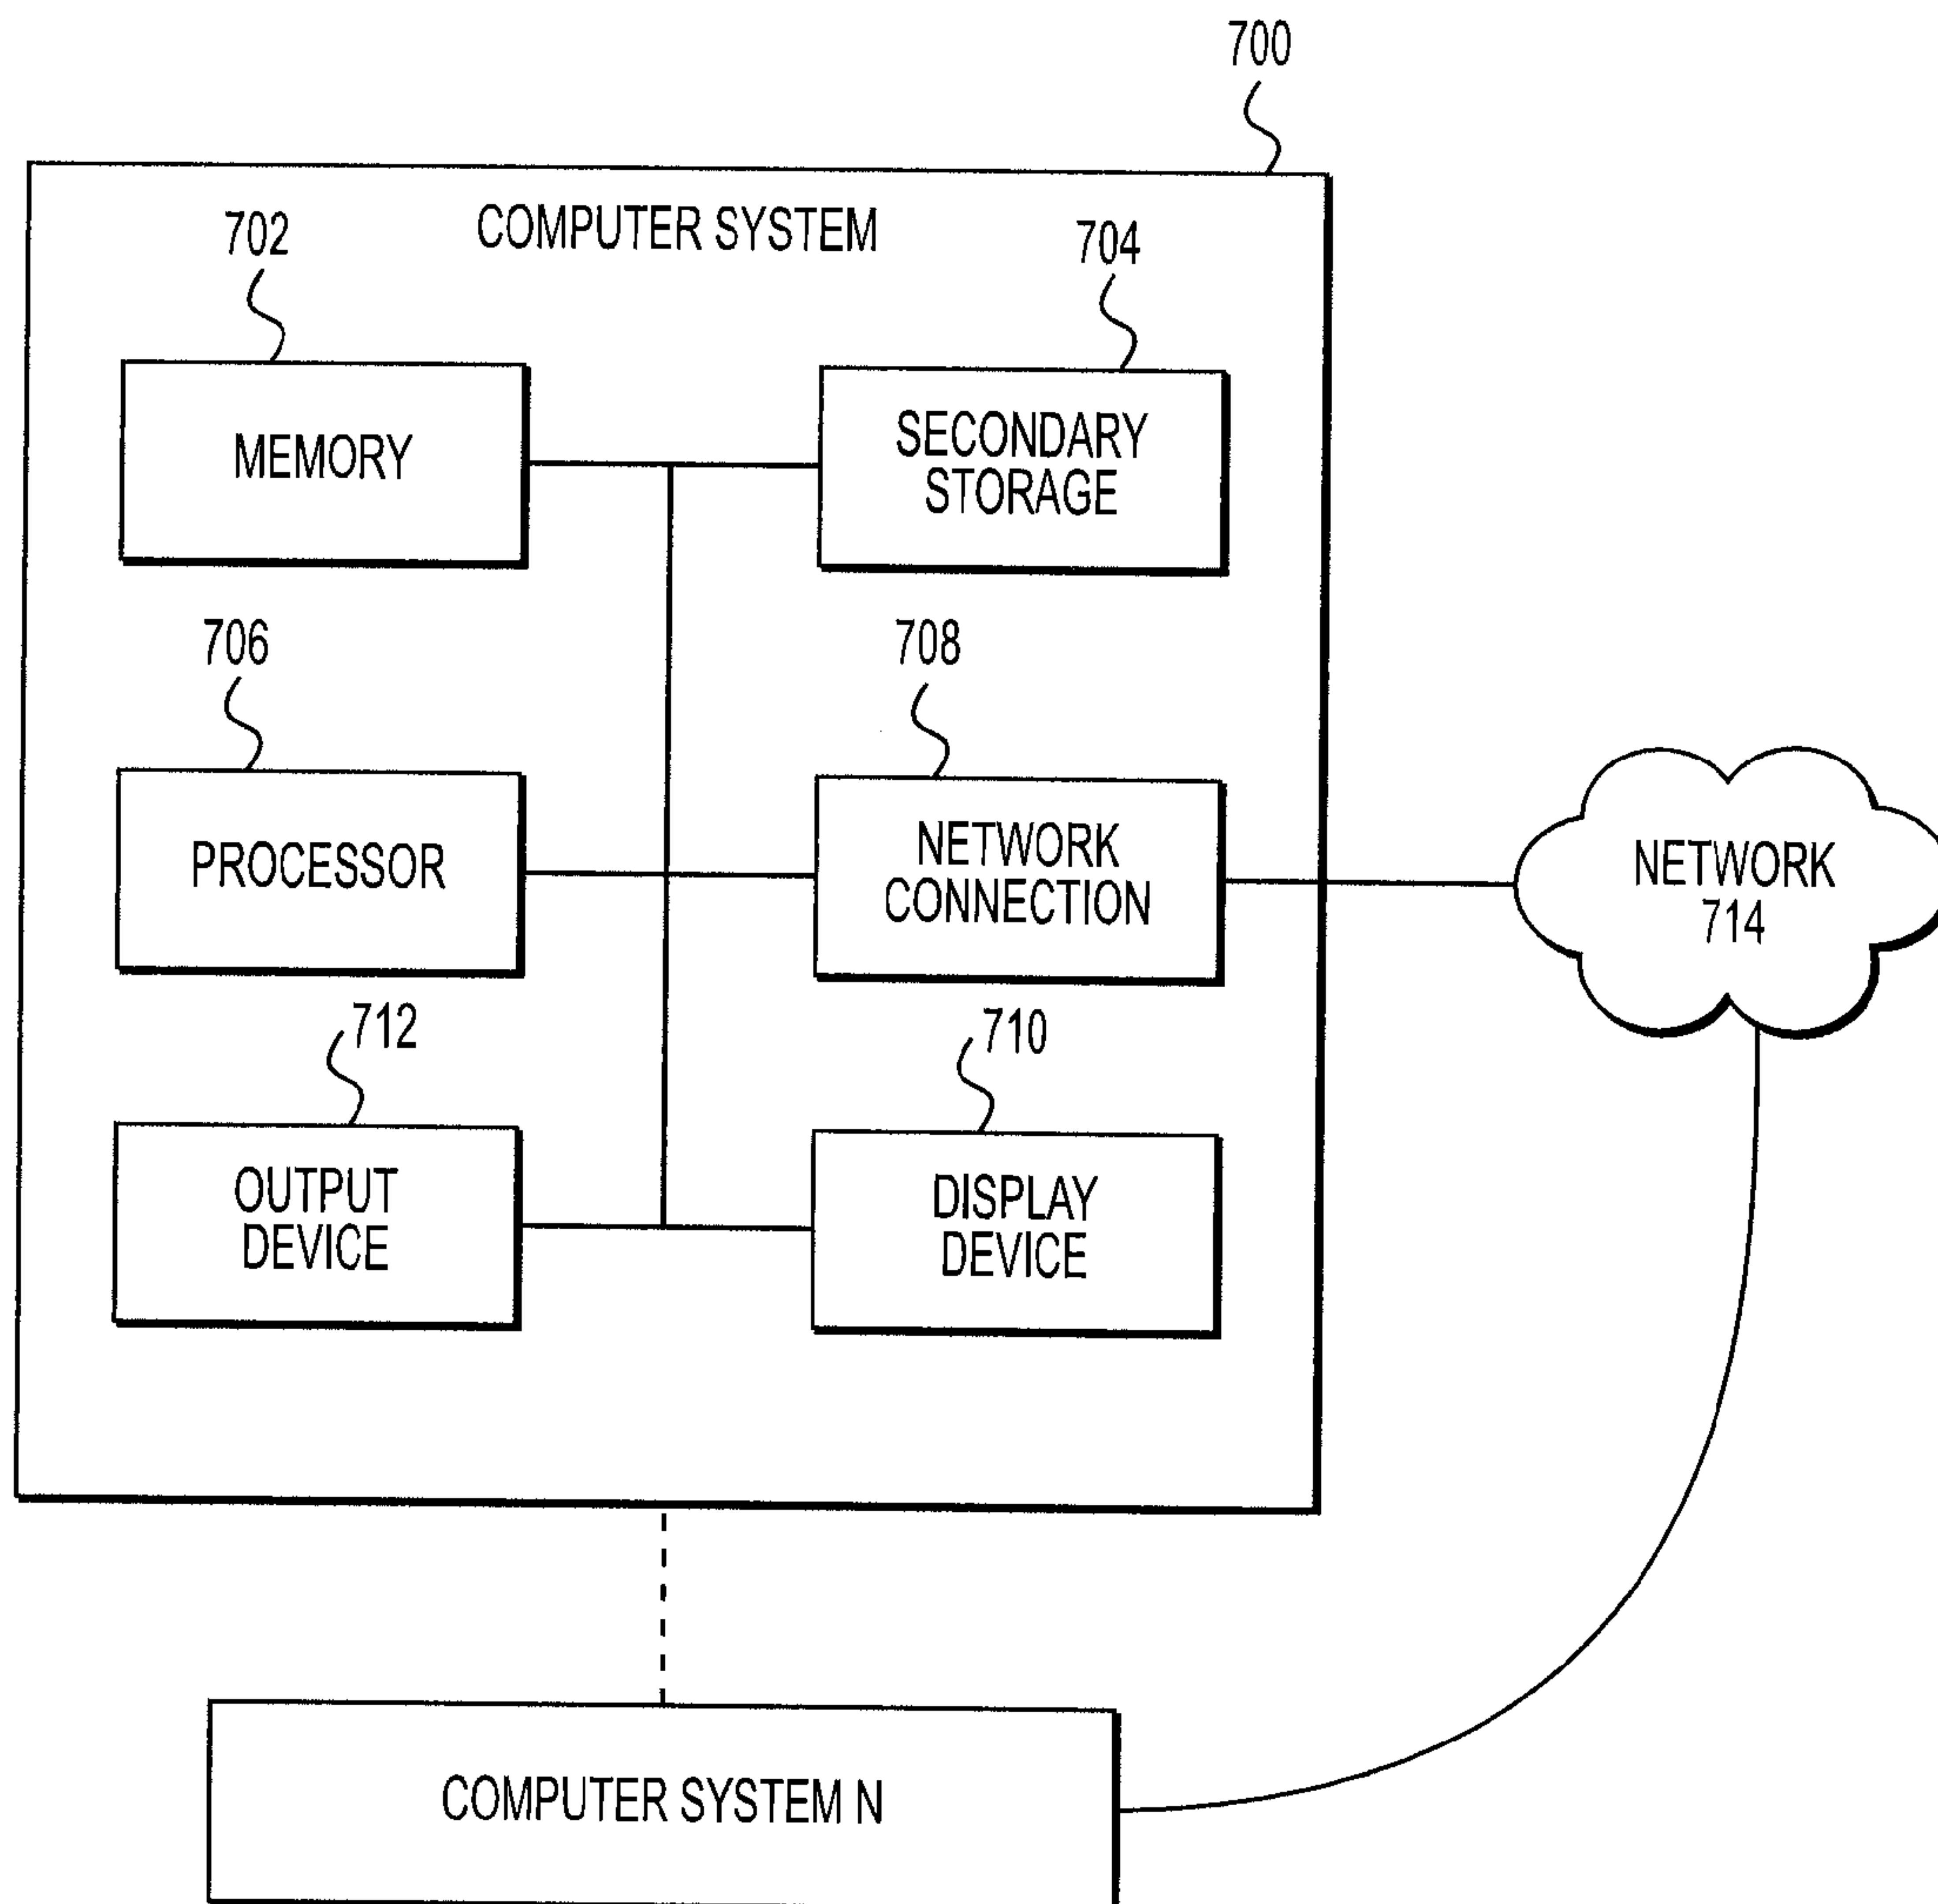 700
COMPUTER SYSTEM
702
704
MEMORY
SECONDARY
STORAGE
706
708
PROCESSOR
NETWORK
CONNECTION
NETWORK
714
712
710
OUTPUT
DEVICE
DISPLAY
DEVICE
COMPUTER SYSTEM N